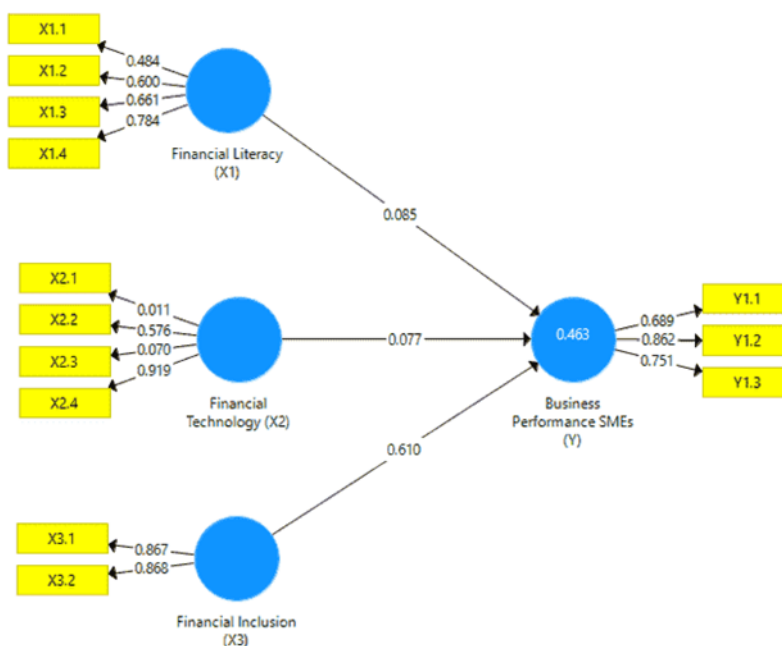 X1.1
0.484
X1.2
0.600
X1.3
0.661
X1.4
0.784
Financial Literacy
(X1)
0.085
X2.1
0.011
X2.2
0.576
X2.3
0.070
X2.4
0.919
Financial
Technology (X2)
0.077
X3.1
0.867
X3.2
0.868
Financial Inclusion
(X3)
0.610
0.463
Business
Performance SMEs
(Y)
Y1.1
0.689
Y1.2
0.862
Y1.3
0.751